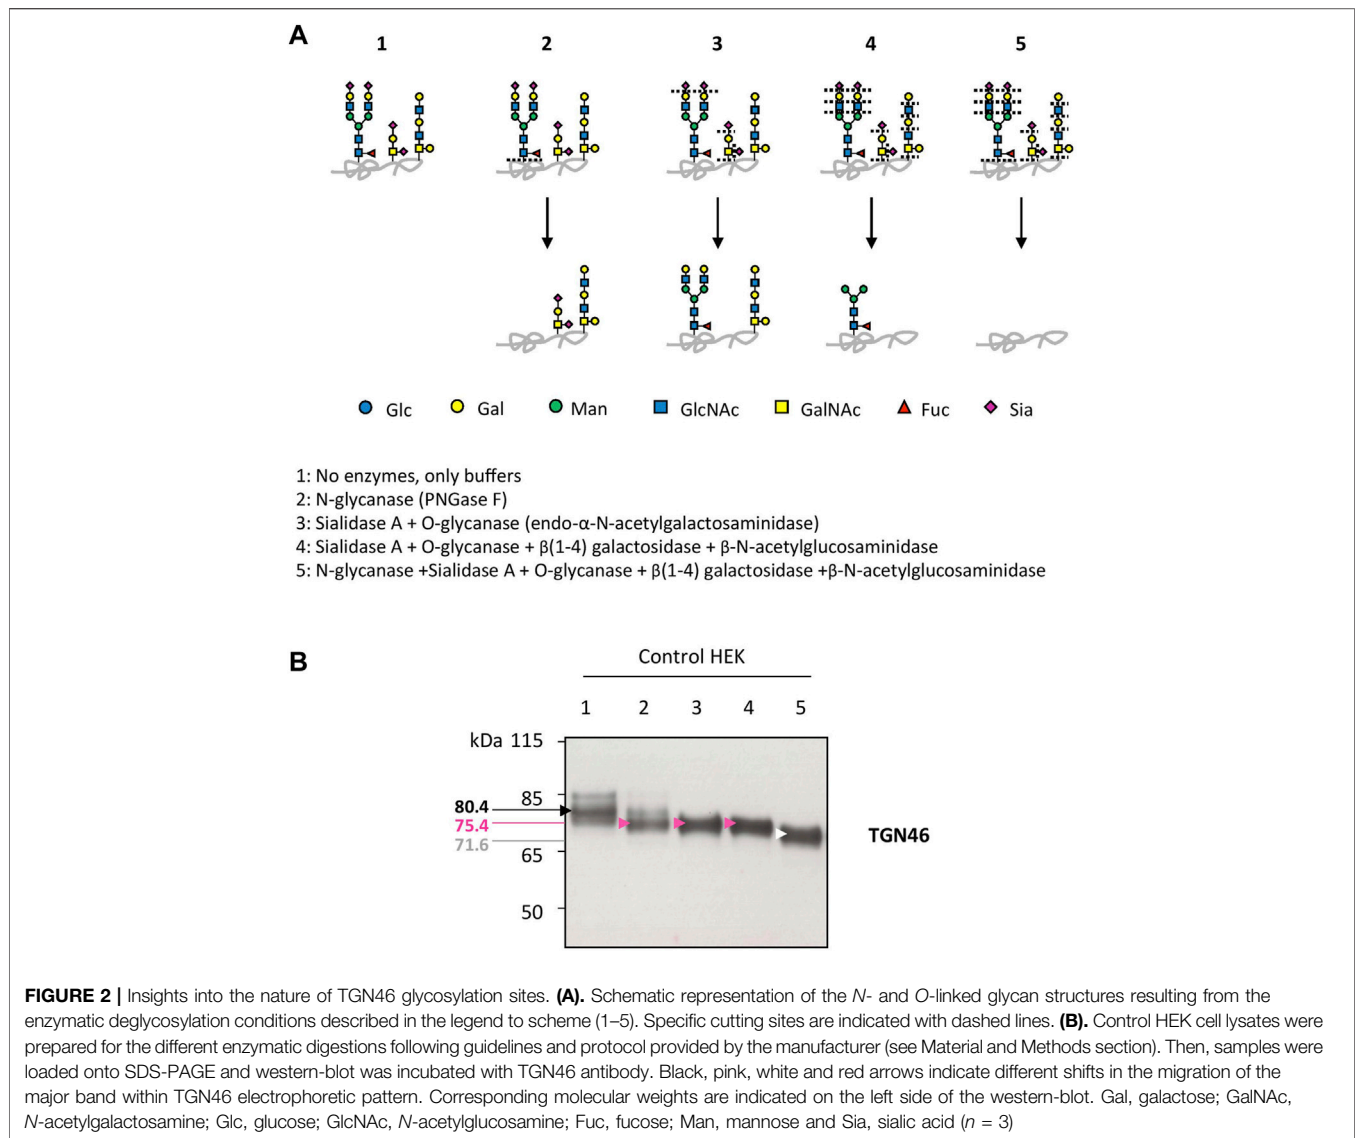 A
1 2 3 4 5
Glc Gal Man GlcNAc GalNAc Fuc Sia
1: No enzymes, only buffers
2: N-glycanase (PNGase F)
3: Sialidase A + O-glycanase (endo-α-N-acetylgalactosaminidase)
4: Sialidase A + O-glycanase + β(1-4) galactosidase + β-N-acetylglucosaminidase
5: N-glycanase +Sialidase A + O-glycanase + β(1-4) galactosidase +β-N-acetylglucosaminidase
B
Control HEK
1 2 3 4 5
kDa 115
85
80.4
75.4
71.6
65
50
TGN46
FIGURE 2 | Insights into the nature of TGN46 glycosylation sites. (A). Schematic representation of the N- and O-linked glycan structures resulting from the
enzymatic deglycosylation conditions described in the legend to scheme (1–5). Specific cutting sites are indicated with dashed lines. (B). Control HEK cell lysates were
prepared for the different enzymatic digestions following guidelines and protocol provided by the manufacturer (see Material and Methods section). Then, samples were
loaded onto SDS-PAGE and western-blot was incubated with TGN46 antibody. Black, pink, white and red arrows indicate different shifts in the migration of the
major band within TGN46 electrophoretic pattern. Corresponding molecular weights are indicated on the left side of the western-blot. Gal, galactose; GalNAc,
N-acetylgalactosamine; Glc, glucose; GlcNAc, N-acetylglucosamine; Fuc, fucose; Man, mannose and Sia, sialic acid (n = 3)